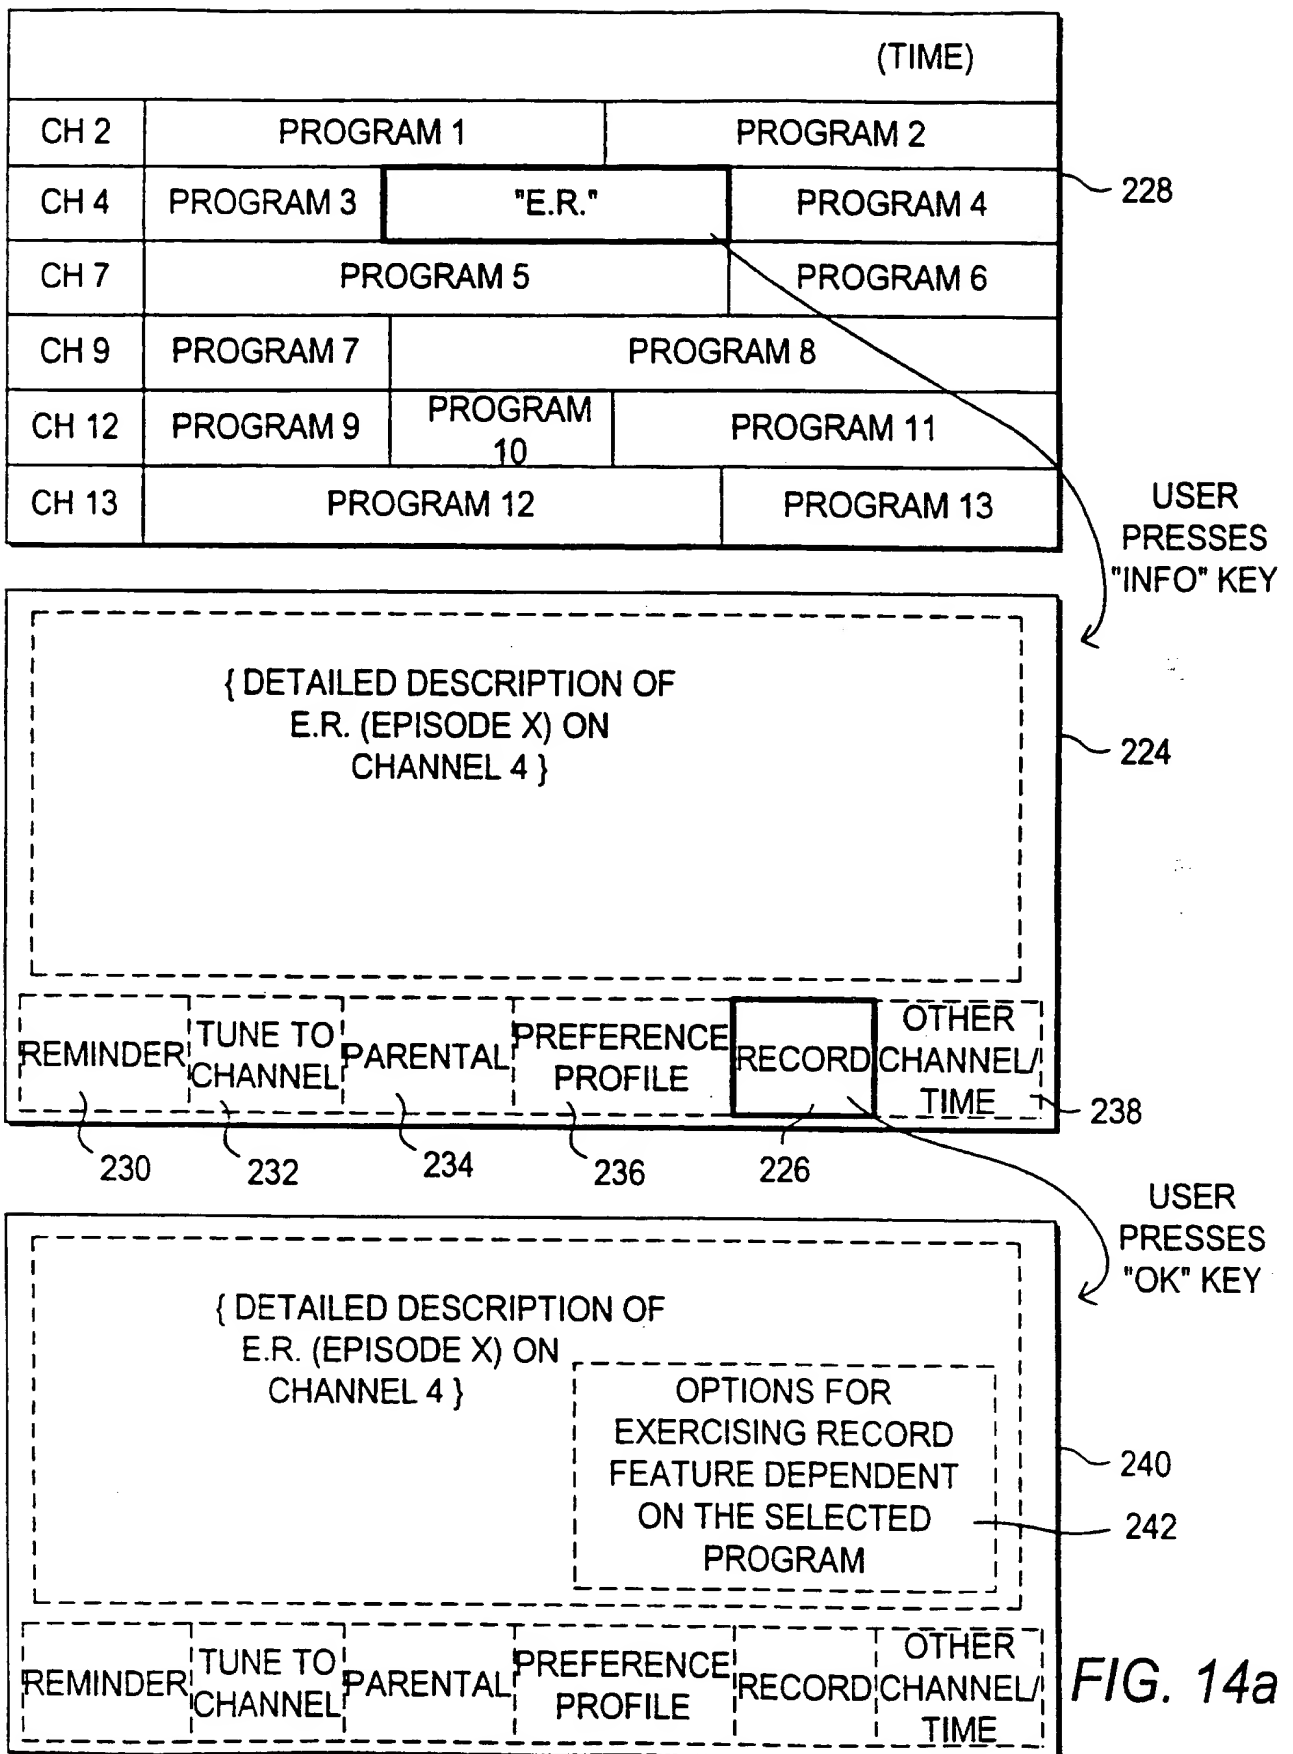 (TIME)
CH 2 PROGRAM 1 PROGRAM 2
CH 4 PROGRAM 3 "E.R." PROGRAM 4
228
CH 7 PROGRAM 5 PROGRAM 6
CH 9 PROGRAM 7 PROGRAM 8
CH 12 PROGRAM 9 PROGRAM
10 PROGRAM 11
CH 13 PROGRAM 12 PROGRAM 13
USER
PRESSES
"INFO" KEY
{ DETAILED DESCRIPTION OF
E.R. (EPISODE X) ON
CHANNEL 4 }
224
REMINDER
TUNE TO
CHANNEL
PARENTAL
PREFERENCE
PROFILE
RECORD
OTHER
CHANNEL/
TIME
238
230 232 234 236 226
USER
PRESSES
"OK" KEY
{ DETAILED DESCRIPTION OF
E.R. (EPISODE X) ON
CHANNEL 4 }
OPTIONS FOR
EXERCISING RECORD
FEATURE DEPENDENT
ON THE SELECTED
PROGRAM
240
242
REMINDER
TUNE TO
CHANNEL
PARENTAL
PREFERENCE
PROFILE
RECORD
OTHER
CHANNEL/
TIME
FIG. 14a